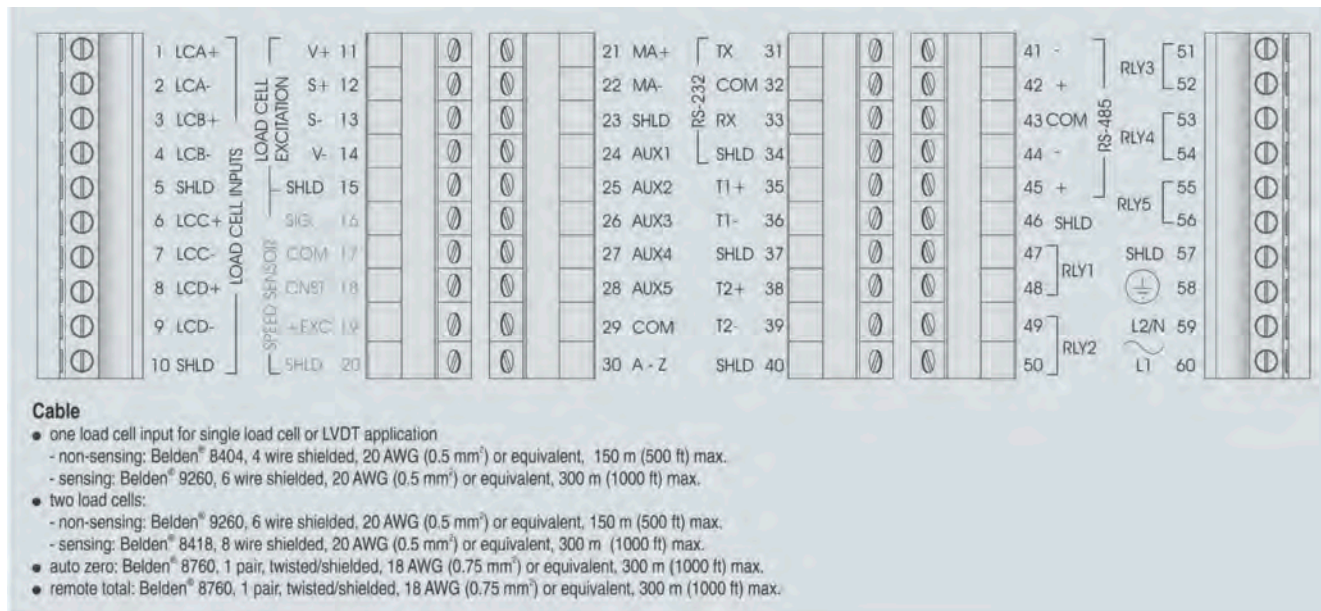 1 LCA+
2 LCA-
3 LCB+
4 LCB-
5 SHLD
6 LCC+
7 LCC-
8 LCD+
9 LCD-
10 SHLD
LOAD CELL INPUTS
LOAD CELL
EXCITATION
V+ 11
S+ 12
S- 13
V- 14
SHLD 15
SPEED SENSOR
SIG. 16
COM 17
CNST 18
+EXC 19
SHLD 20
21 MA+
22 MA-
23 SHLD
24 AUX1
25 AUX2
26 AUX3
27 AUX4
28 AUX5
29 COM
30 A - Z
RS-232
TX 31
COM 32
RX 33
SHLD 34
T1+ 35
T1- 36
SHLD 37
T2+ 38
T2- 39
SHLD 40
41 -
42 +
43 COM
44 -
45 +
46 SHLD
RS-485
47
48
RLY1
49
50
RLY2
RLY3
51
52
RLY4
53
54
RLY5
55
56
SHLD 57
58
L2/N 59
L1 60
Cable
● one load cell input for single load cell or LVDT application
- non-sensing: Belden® 8404, 4 wire shielded, 20 AWG (0.5 mm²) or equivalent, 150 m (500 ft) max.
- sensing: Belden® 9260, 6 wire shielded, 20 AWG (0.5 mm²) or equivalent, 300 m (1000 ft) max.
● two load cells:
- non-sensing: Belden® 9260, 6 wire shielded, 20 AWG (0.5 mm²) or equivalent, 150 m (500 ft) max.
- sensing: Belden® 8418, 8 wire shielded, 20 AWG (0.5 mm²) or equivalent, 300 m (1000 ft) max.
● auto zero: Belden® 8760, 1 pair, twisted/shielded, 18 AWG (0.75 mm²) or equivalent, 300 m (1000 ft) max.
● remote total: Belden® 8760, 1 pair, twisted/shielded, 18 AWG (0.75 mm²) or equivalent, 300 m (1000 ft) max.